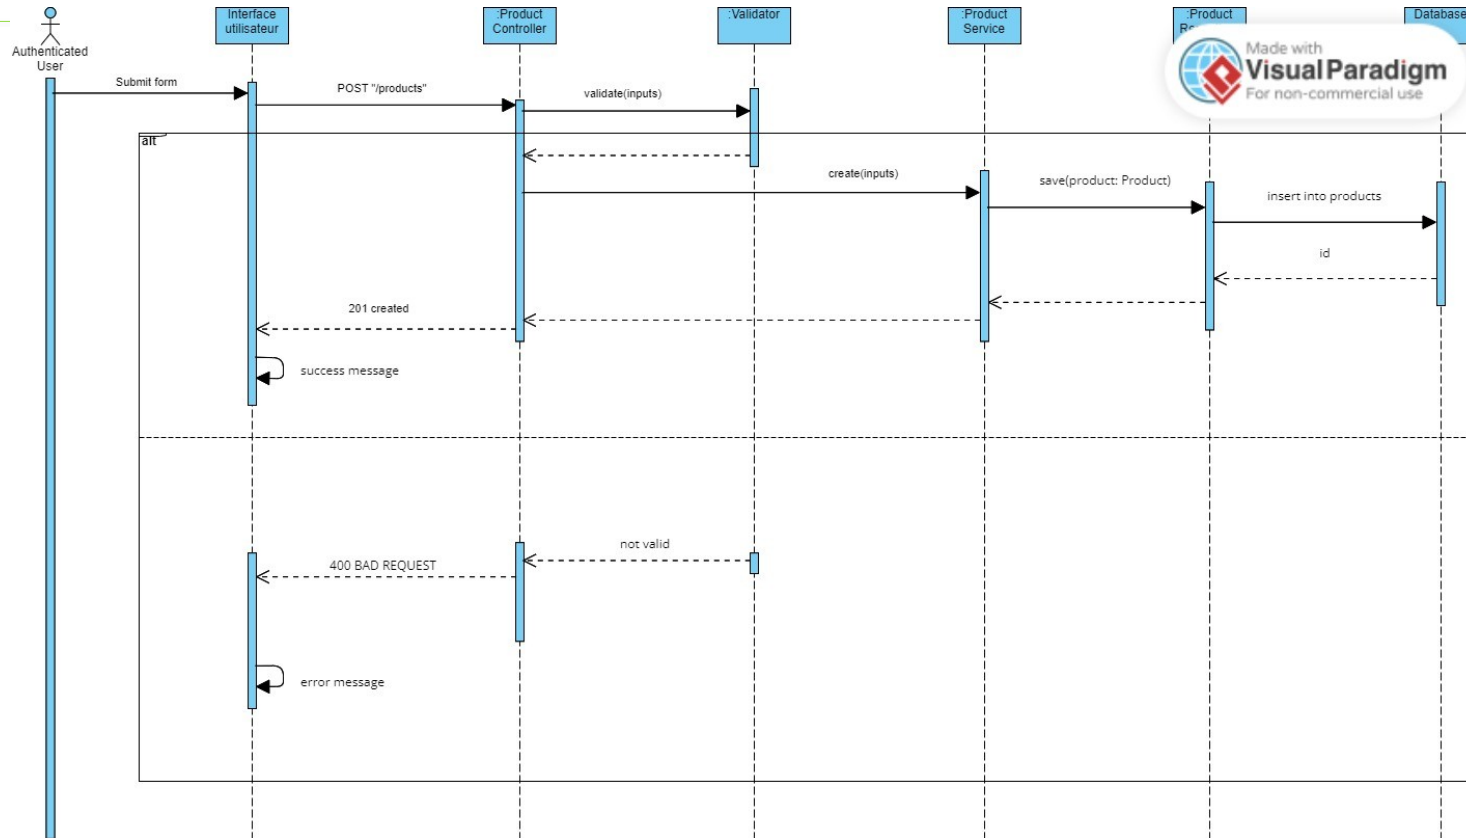 Authenticated
User
Interface
utilisateur
:Product
Controller
:Validator
:Product
Service
:Product
Database
Made with
Visual Paradigm
For non-commercial use
Submit form
POST "/products"
validate(inputs)
alt
create(inputs)
save(product: Product)
insert into products
id
201 created
success message
not valid
400 BAD REQUEST
error message